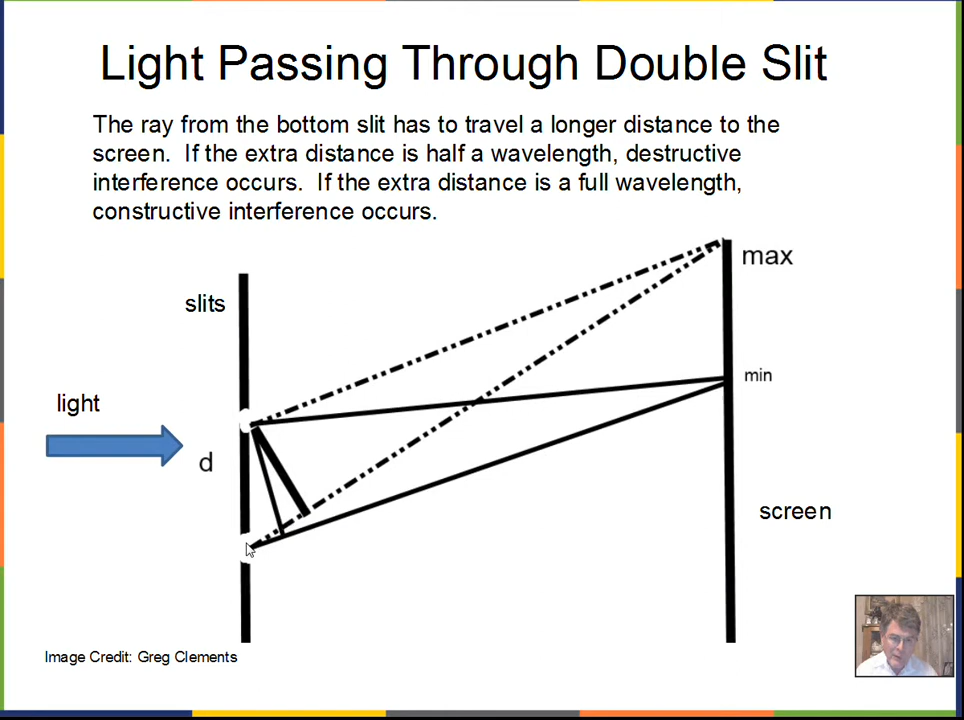 Light Passing Through Double Slit
The ray from the bottom slit has to travel a longer distance to the
screen.  If the extra distance is half a wavelength, destructive
interference occurs.  If the extra distance is a full wavelength,
constructive interference occurs.
max
slits
min
light
d
screen
Image Credit: Greg Clements